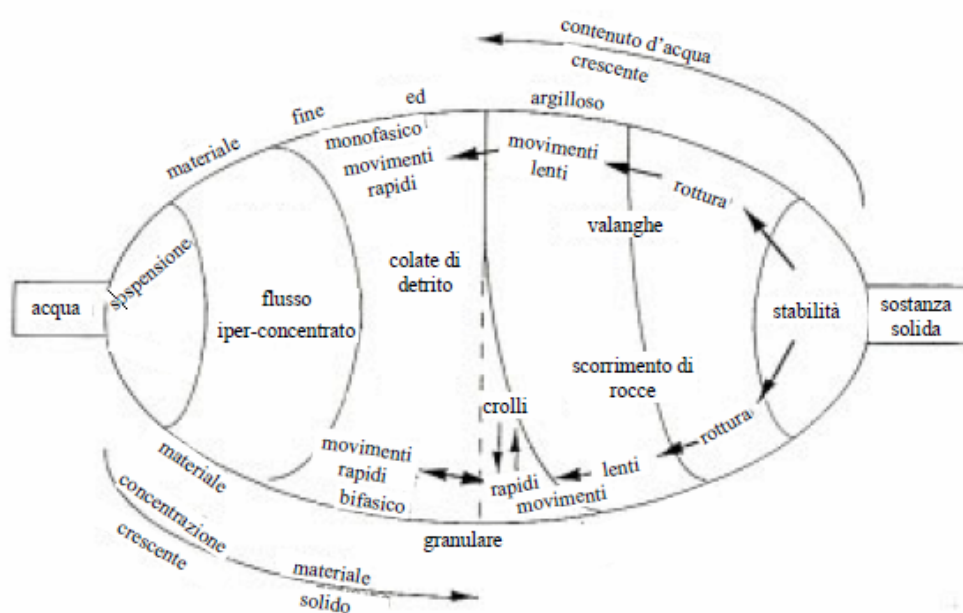 contenuto d'acqua
crescente
materiale fine ed argilloso
monofasico
movimenti
rapidi
movimenti
lenti
rottura
valanghe
sospensione
colate di
detrito
acqua
flusso
iper-concentrato
stabilità
sostanza
solida
scorrimento di
rocce
crolli
rottura
movimenti
rapidi
bifasico
rapidi
lenti
movimenti
materiale
granulare
concentrazione
crescente
materiale
solido